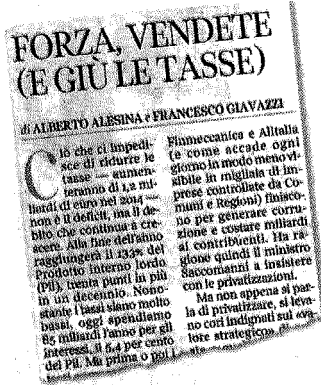 FORZA, VENDETE
(E GIÙ LE TASSE)
di ALBERTO ALESINA e FRANCESCO GIAVAZZI
Ciò che ci impedi-
sce di ridurre le
tasse — aumen-
teranno di 1,2 mi-
liardi di euro nel 2014 —
non è il deficit, ma il de-
bito che continua a cre-
scere. Alla fine dell'anno
raggiungerà il 133% del
Prodotto interno lordo
(Pil), trenta punti in più
in un decennio. Nono-
stante i tassi siano molto
bassi, oggi spendiamo
85 miliardi l'anno per gli
interessi, il 5,4 per cento
del Pil. Ma prima o poi i
Finmeccanica e Alitalia
(e come accade ogni
giorno in modo meno vi-
sibile in migliaia di im-
prese controllate da Co-
muni e Regioni) finisco-
no per generare corru-
zione e costare miliardi
ai contribuenti. Ha ra-
gione quindi il ministro
Saccomanni a insistere
con le privatizzazioni.
Ma non appena si par-
la di privatizzare, si leva-
no cori indignati sul «va-
lore strategico»